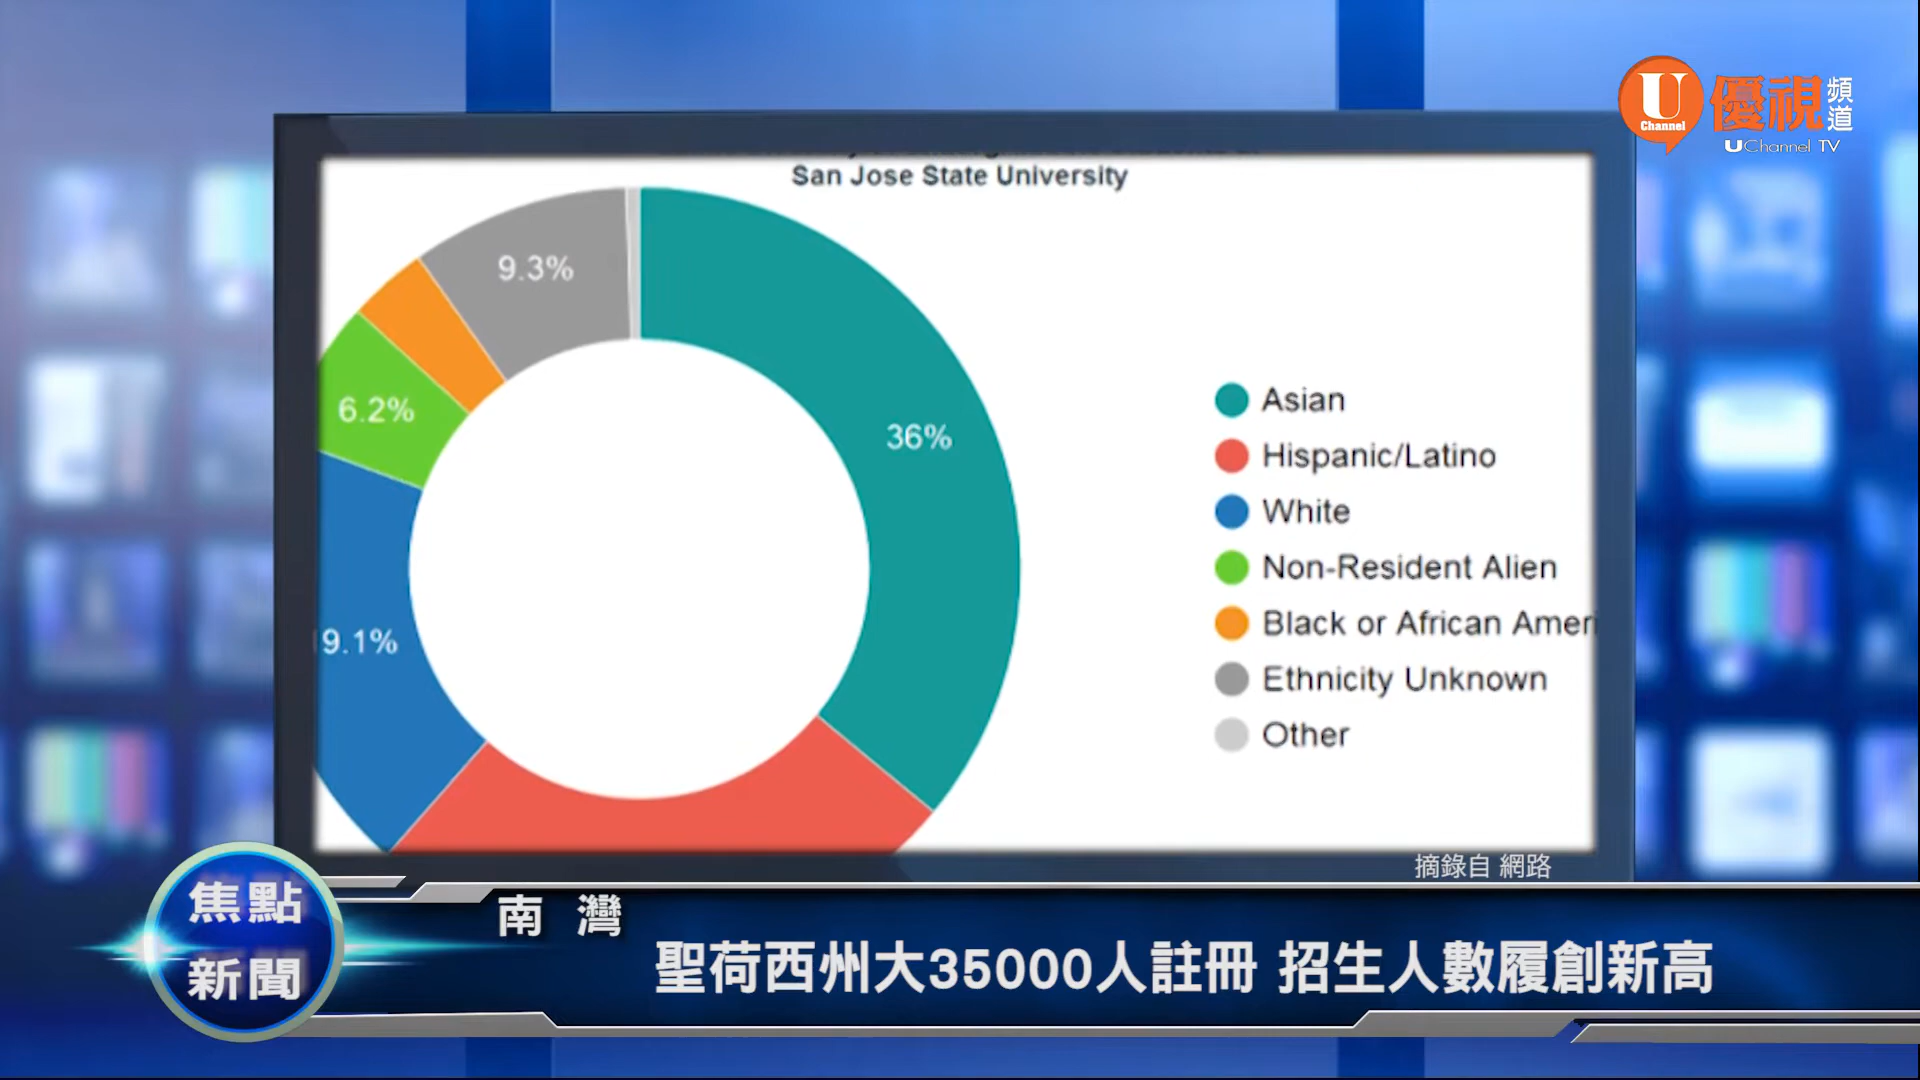 U
Channel
優視
頻道
UChannel TV
San Jose State University
9.3%
36%
6.2%
9.1%
Asian
Hispanic/Latino
White
Non-Resident Alien
Black or African Ameri
Ethnicity Unknown
Other
摘錄自 網路
焦點
新聞
南 灣
聖荷西州大35000人註冊 招生人數履創新高